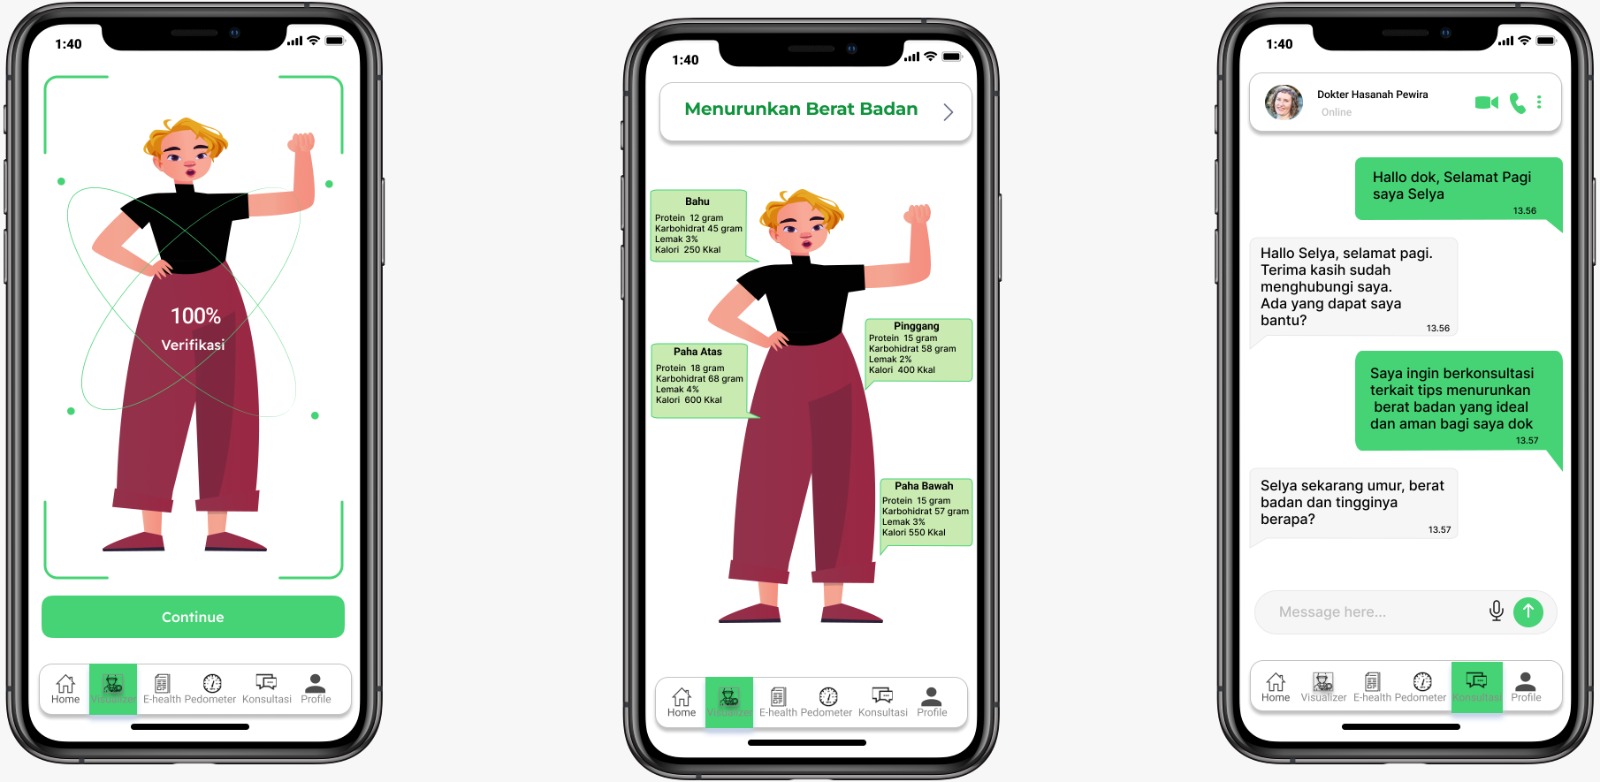 1:40
100%
Verifikasi
Continue
Home
Visualizer
E-health
Pedometer
Konsultasi
Profile
1:40
Menurunkan Berat Badan
Bahu
Protein 12 gram
Karbohidrat 45 gram
Lemak 3%
Kalori 250 Kkal
Pinggang
Protein 15 gram
Karbohidrat 58 gram
Lemak 2%
Kalori 400 Kkal
Paha Atas
Protein 18 gram
Karbohidrat 68 gram
Lemak 4%
Kalori 600 Kkal
Paha Bawah
Protein 15 gram
Karbohidrat 57 gram
Lemak 3%
Kalori 550 Kkal
Home
Visualizer
E-health
Pedometer
Konsultasi
Profile
1:40
Dokter Hasanah Pewira
Online
Hallo dok, Selamat Pagi
saya Selya
13.56
Hallo Selya, selamat pagi.
Terima kasih sudah
menghubungi saya.
Ada yang dapat saya
bantu?
13.56
Saya ingin berkonsultasi
terkait tips menurunkan
berat badan yang ideal
dan aman bagi saya dok
13.57
Selya sekarang umur, berat
badan dan tingginya
berapa?
13.57
Message here...
Home
Visualizer
E-health
Pedometer
Konsultasi
Profile